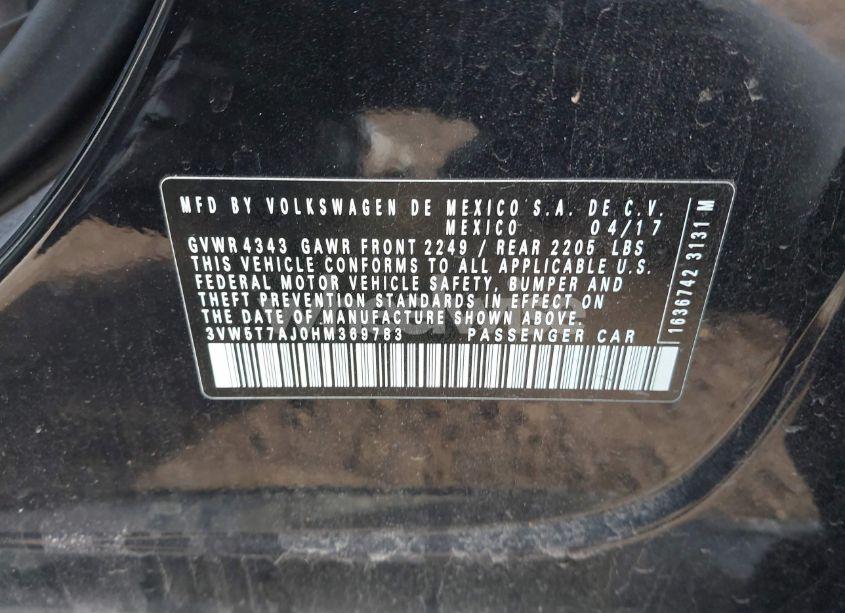 MFD BY VOLKSWAGEN DE MEXICO S.A. DE C.V.
MEXICO 04/17
GVWR 4343 GAWR FRONT 2249 / REAR 2205 LBS
THIS VEHICLE CONFORMS TO ALL APPLICABLE U.S.
FEDERAL MOTOR VEHICLE SAFETY, BUMPER AND
THEFT PREVENTION STANDARDS IN EFFECT ON
THE DATE OF MANUFACTURE SHOWN ABOVE.
3VW5T7AJ0HM369783 PASSENGER CAR
1636742 3131 M